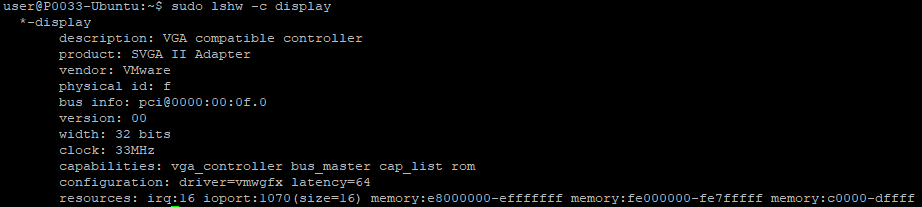 user@P0033-Ubuntu:~$ sudo lshw -c display
*-display
description: VGA compatible controller
product: SVGA II Adapter
vendor: VMware
physical id: f
bus info: pci@0000:00:0f.0
version: 00
width: 32 bits
clock: 33MHz
capabilities: vga_controller bus_master cap_list rom
configuration: driver=vmwgfx latency=64
resources: irq:16 ioport:1070(size=16) memory:e8000000-efffffff memory:fe000000-fe7fffff memory:c0000-dffff